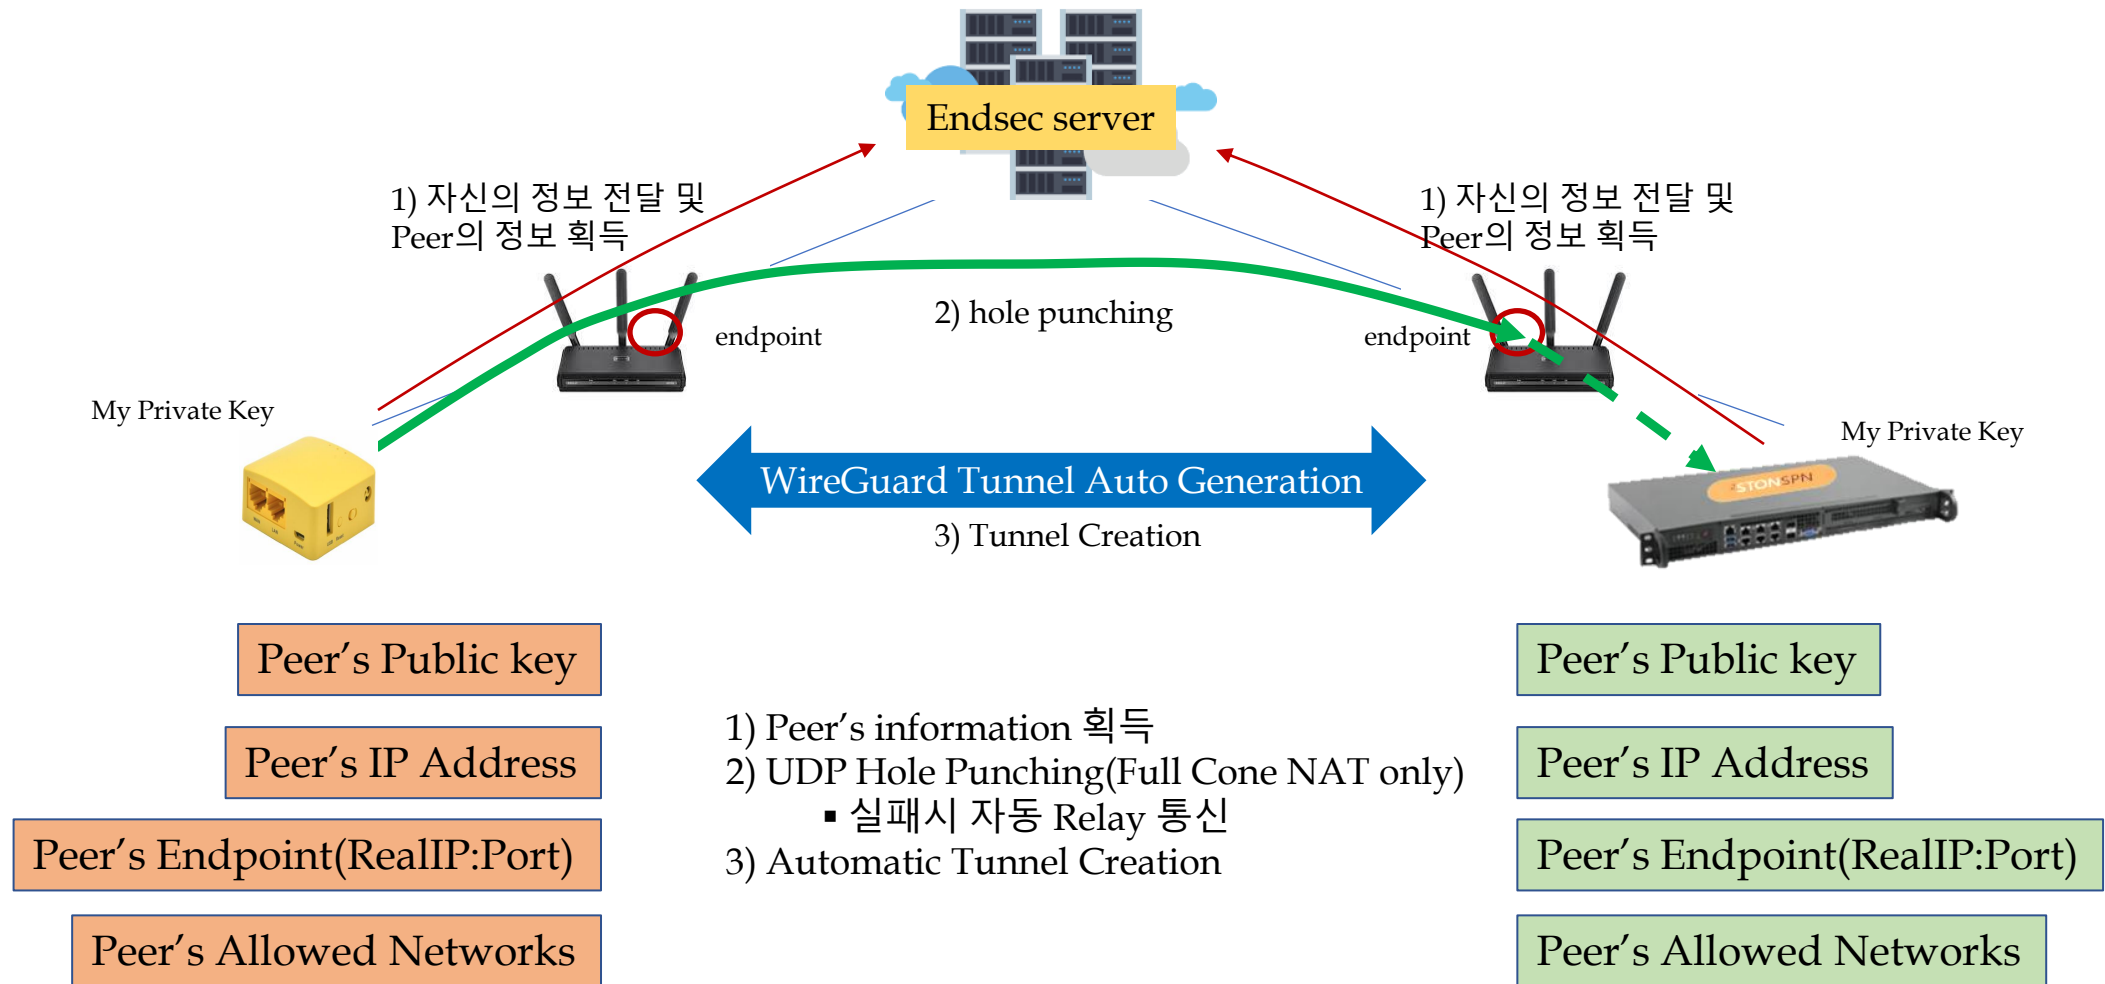 Endsec server
1) 자신의 정보 전달 및
Peer의 정보 획득
1) 자신의 정보 전달 및
Peer의 정보 획득
2) hole punching
endpoint
endpoint
My Private Key
My Private Key
WireGuard Tunnel Auto Generation
3) Tunnel Creation
STONSPN
Peer's Public key
Peer's IP Address
Peer's Endpoint(RealIP:Port)
Peer's Allowed Networks
1) Peer's information 획득
2) UDP Hole Punching(Full Cone NAT only)
▪ 실패시 자동 Relay 통신
3) Automatic Tunnel Creation
Peer's Public key
Peer's IP Address
Peer's Endpoint(RealIP:Port)
Peer's Allowed Networks